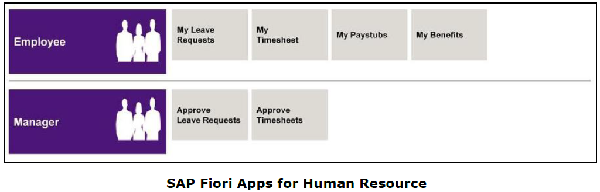 Employee
My Leave
Requests
My
Timesheet
My Paystubs
My Benefits
Manager
Approve
Leave Requests
Approve
Timesheets
SAP Fiori Apps for Human Resource